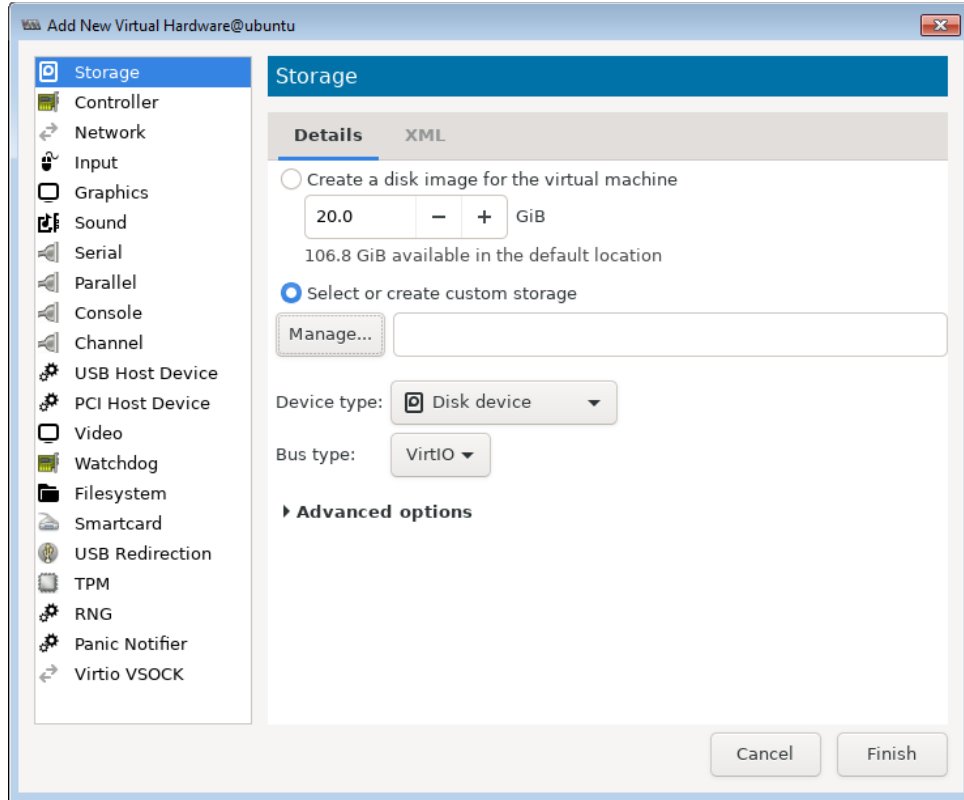 Add New Virtual Hardware@ubuntu
Storage
Controller
Network
Input
Graphics
Sound
Serial
Parallel
Console
Channel
USB Host Device
PCI Host Device
Video
Watchdog
Filesystem
Smartcard
USB Redirection
TPM
RNG
Panic Notifier
Virtio VSOCK
Storage
Details XML
Create a disk image for the virtual machine
20.0 − + GiB
106.8 GiB available in the default location
Select or create custom storage
Manage...
Device type: Disk device
Bus type: VirtIO
Advanced options
Cancel Finish